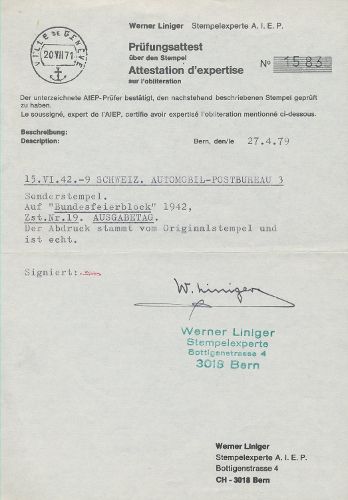 VILLE DE GENÈVE
20 VII 71
Werner Liniger Stempelexperte A. I. E. P.
Prüfungsattest
über den Stempel
Attestation d'expertise
sur l'oblitération
No 1583
Der unterzeichnete AIEP-Prüfer bestätigt, den nachstehend beschriebenen Stempel geprüft
zu haben.
Le soussigné, expert de l'AIEP, certifie avoir expertisé l'oblitération mentionné ci-dessous.
Beschreibung:
Description:
Bern, den/le 27.4.79
15.VI.42.-9 SCHWEIZ. AUTOMOBIL-POSTBUREAU 3
Sonderstempel.
Auf "Bundesfeierblock" 1942,
Zst.Nr.19. AUSGABETAG.
Der Abdruck stammt vom Originnlstempel und
ist echt.
Signiert:
W. Liniger
Werner Liniger
Stempelexperte
Bottigenstrasse 4
3018 Bern
Werner Liniger
Stempelexperte A. I. E. P.
Bottigenstrasse 4
CH - 3018 Bern